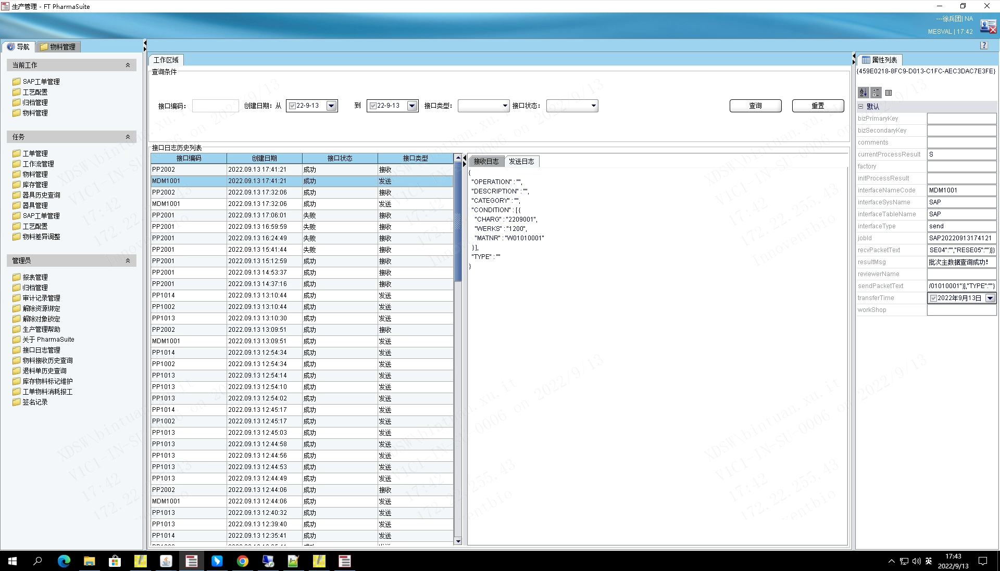 生产管理 - FT PharmaSuite
---徐兵团| NA
MESVAL | 17:42
导航
物料管理
当前工作
SAP工单管理
工艺配置
归档管理
物料管理
任务
工单管理
工作流管理
物料管理
库存管理
器具历史查询
器具管理
SAP工单管理
工艺配置
物料差异调整
管理员
报表管理
归档管理
审计记录管理
解除资源绑定
解除对象锁定
生产管理帮助
关于 PharmaSuite
接口日志管理
物料接收历史查询
退料单历史查询
库存物料标记维护
工单物料消耗报工
签名记录
工作区域
查询条件
接口编码: 创建日期: 从 22-9-13 到 22-9-13 接口类型: 接口状态: 查询 重置
接口日志历史列表
接口编码 创建日期 接口状态 接口类型
PP2002 2022.09.13 17:41:21 成功 接收
MDM1001 2022.09.13 17:41:21 成功 发送
PP2002 2022.09.13 17:32:06 成功 接收
MDM1001 2022.09.13 17:32:06 成功 发送
PP2001 2022.09.13 17:06:01 失败 接收
PP2001 2022.09.13 16:59:59 失败 接收
PP2001 2022.09.13 16:24:49 失败 接收
PP2001 2022.09.13 15:41:44 失败 接收
PP2001 2022.09.13 15:12:59 成功 接收
PP2001 2022.09.13 14:53:37 成功 接收
PP2001 2022.09.13 14:37:16 成功 接收
PP1014 2022.09.13 13:10:44 成功 发送
PP1002 2022.09.13 13:10:44 成功 发送
PP1013 2022.09.13 13:10:30 成功 发送
PP2002 2022.09.13 13:09:51 成功 接收
MDM1001 2022.09.13 13:09:51 成功 发送
PP1014 2022.09.13 12:54:34 成功 发送
PP1002 2022.09.13 12:54:34 成功 发送
PP1013 2022.09.13 12:54:14 成功 发送
PP1013 2022.09.13 12:54:10 成功 发送
PP1013 2022.09.13 12:54:02 成功 发送
PP1014 2022.09.13 12:45:17 成功 发送
PP1002 2022.09.13 12:45:17 成功 发送
PP1013 2022.09.13 12:45:03 成功 发送
PP1013 2022.09.13 12:44:58 成功 发送
PP1013 2022.09.13 12:44:56 成功 发送
PP1013 2022.09.13 12:44:53 成功 发送
PP1013 2022.09.13 12:44:49 成功 发送
PP2002 2022.09.13 12:44:06 成功 接收
MDM1001 2022.09.13 12:44:06 成功 发送
PP1013 2022.09.13 12:40:32 成功 发送
PP1013 2022.09.13 12:39:40 成功 发送
PP1014 2022.09.13 12:35:41 成功 发送
接收日志 发送日志
{
"OPERATION" : "",
"DESCRIPTION" : "",
"CATEGORY" : "",
"CONDITION" : [ {
"CHARG" : "2209001",
"WERKS" : "1200",
"MATNR" : "W01010001"
} ],
"TYPE" : ""
}
属性列表
{459E0218-8FC9-D013-C1FC-AEC3DAC7E3FE}
默认
bizPrimaryKey
bizSecondaryKey
comments
currentProcessResult S
factory
initProcessResult
interfaceNameCode MDM1001
interfaceSysName SAP
interfaceTableName SAP
interfaceType send
jobId SAP20220913174121
recvPacketText SE04":"","RESE05":""}]}
resultMsg 批次主数据查询成功!
reviewerName
sendPacketText /01010001"}],"TYPE":""}
transferTime 2022年9月13日
workShop
英
17:43
2022/9/13